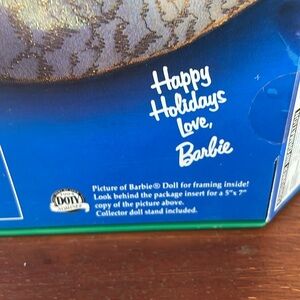 Happy
Holidays
Love,
Barbie
DOTY
Picture of Barbie® Doll for framing inside!
Look behind the package insert for a 5"x 7"
copy of the picture above.
Collector doll stand included.